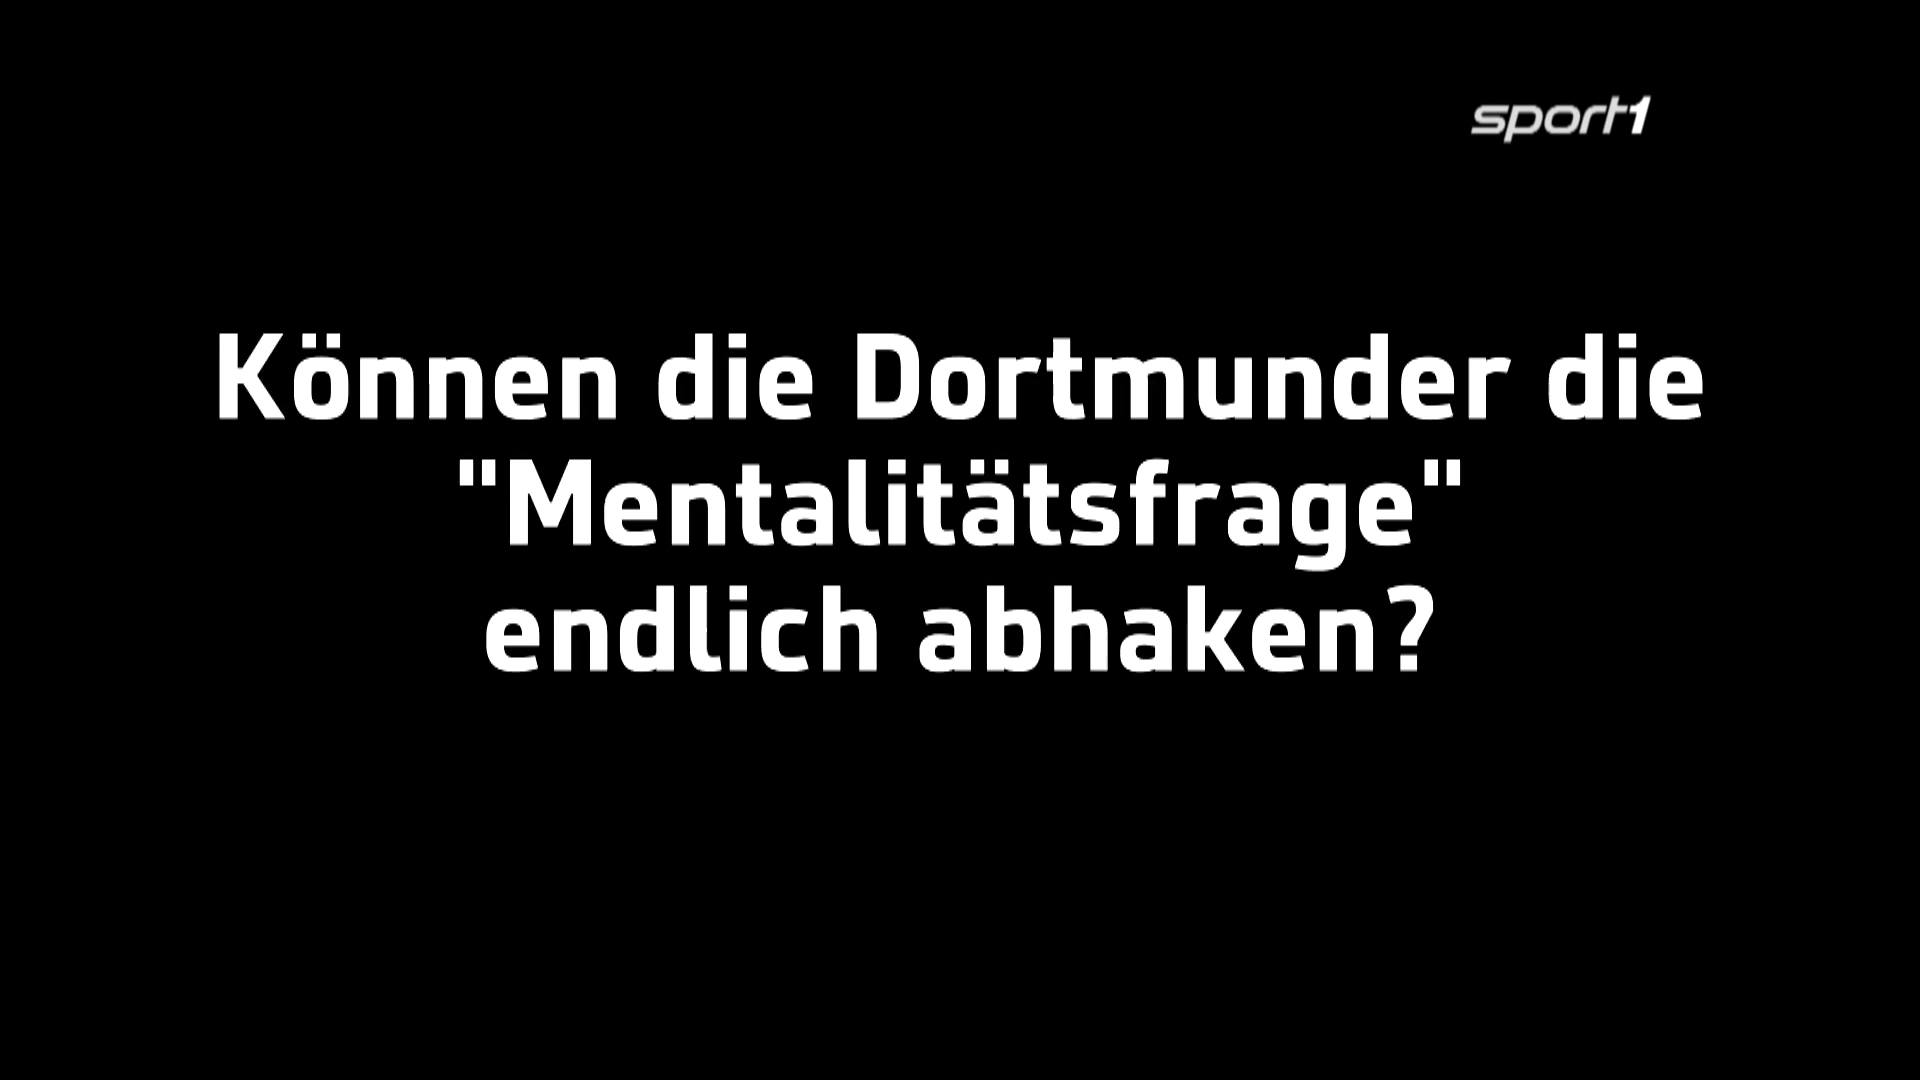 sport1
Können die Dortmunder die
"Mentalitätsfrage"
endlich abhaken?